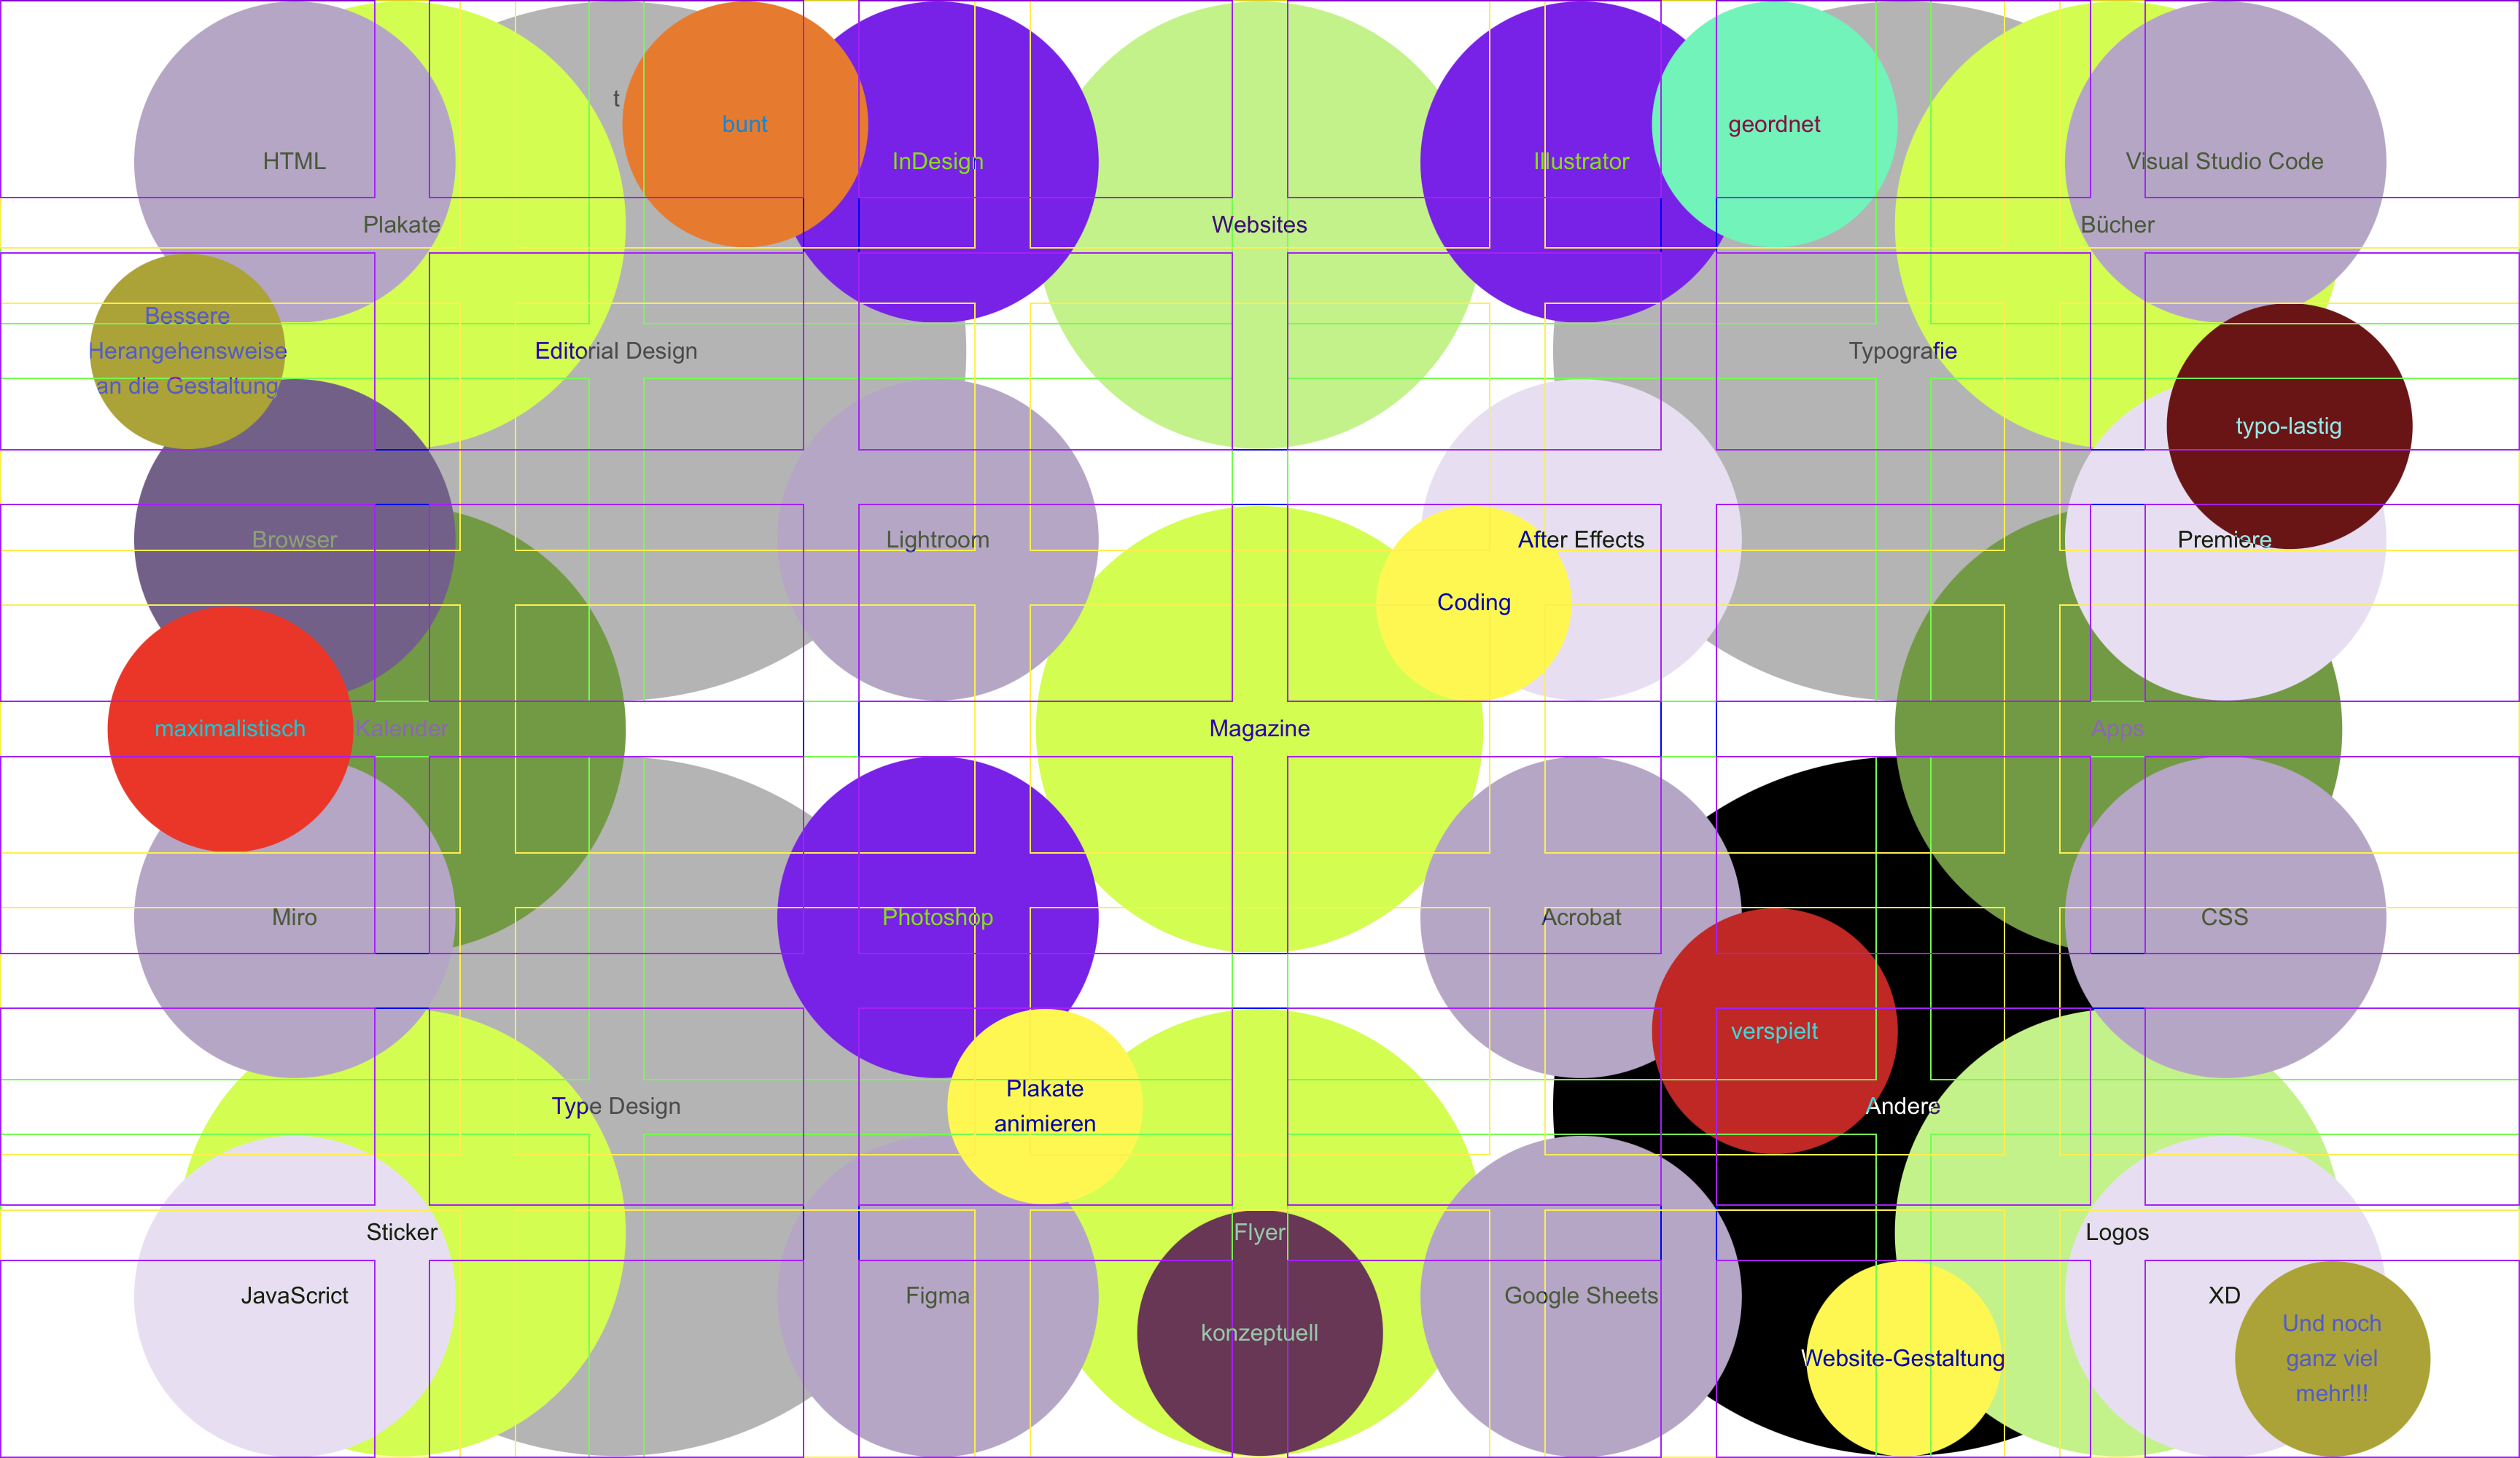 t
bunt
geordnet
HTML
InDesign
Illustrator
Visual Studio Code
Plakate
Websites
Bücher
Bessere
Herangehensweise
an die Gestaltung
Editorial Design
Typografie
typo-lastig
Browser
Lightroom
After Effects
Premiere
Coding
maximalistisch
Kalender
Magazine
Apps
Miro
Photoshop
Acrobat
CSS
verspielt
Plakate
animieren
Type Design
Andere
Sticker
Flyer
Logos
JavaScrict
Figma
Google Sheets
XD
konzeptuell
Website-Gestaltung
Und noch
ganz viel
mehr!!!